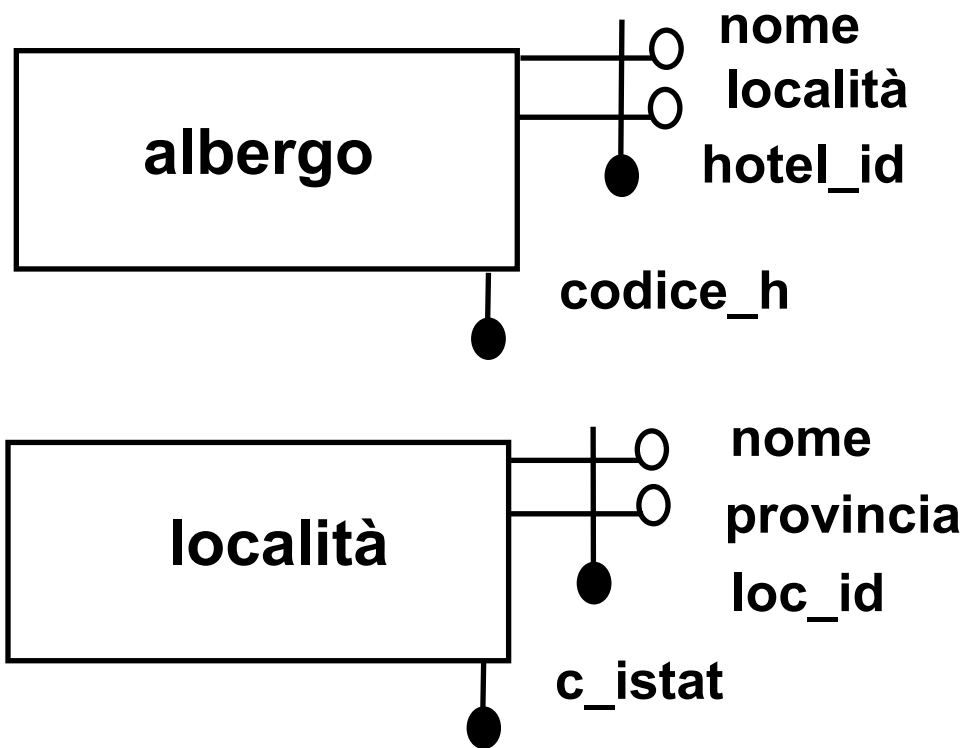 nome
località
albergo
hotel_id
codice_h
nome
provincia
località
loc_id
c_istat